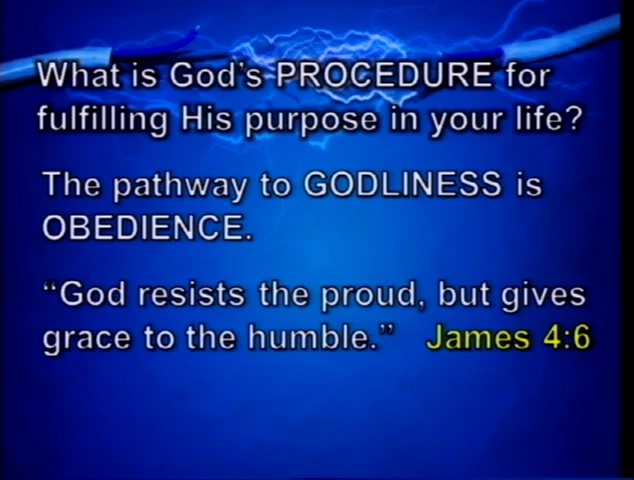 What is God's PROCEDURE for
fulfilling His purpose in your life?
The pathway to GODLINESS is
OBEDIENCE.
“God resists the proud, but gives
grace to the humble.” James 4:6